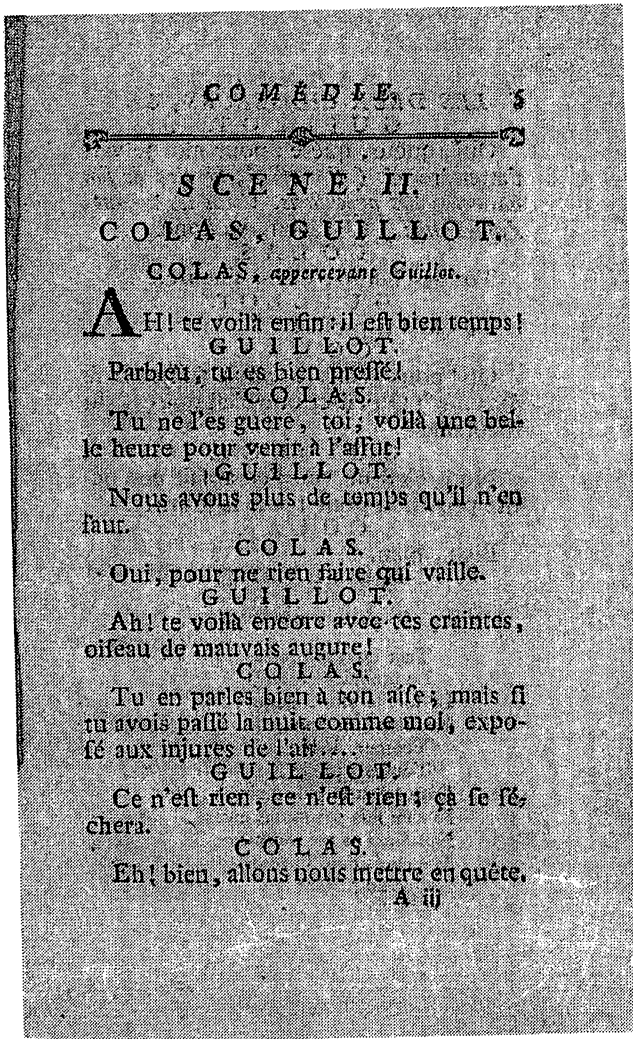 COMÉDIE. 5
SCENE II.
COLAS, GUILLOT.
COLAS, appercevant Guillot.
AH! te voilà enfin : il est bien temps!
GUILLOT.
Parbleu, tu es bien pressé!
COLAS.
Tu ne l'es guere, toi; voilà une bel-
le heure pour venir à l'affut!
GUILLOT.
Nous avons plus de temps qu'il n'en
faut.
COLAS.
Oui, pour ne rien faire qui vaille.
GUILLOT.
Ah! te voilà encore avec tes craintes,
oiseau de mauvais augure!
COLAS.
Tu en parles bien à ton aise; mais si
tu avois passé la nuit comme moi, expo-
sé aux injures de l'air....
GUILLOT.
Ce n'est rien, ce n'est rien; ça se sé-
chera.
COLAS.
Eh! bien, allons nous mettre en quête.
A iij